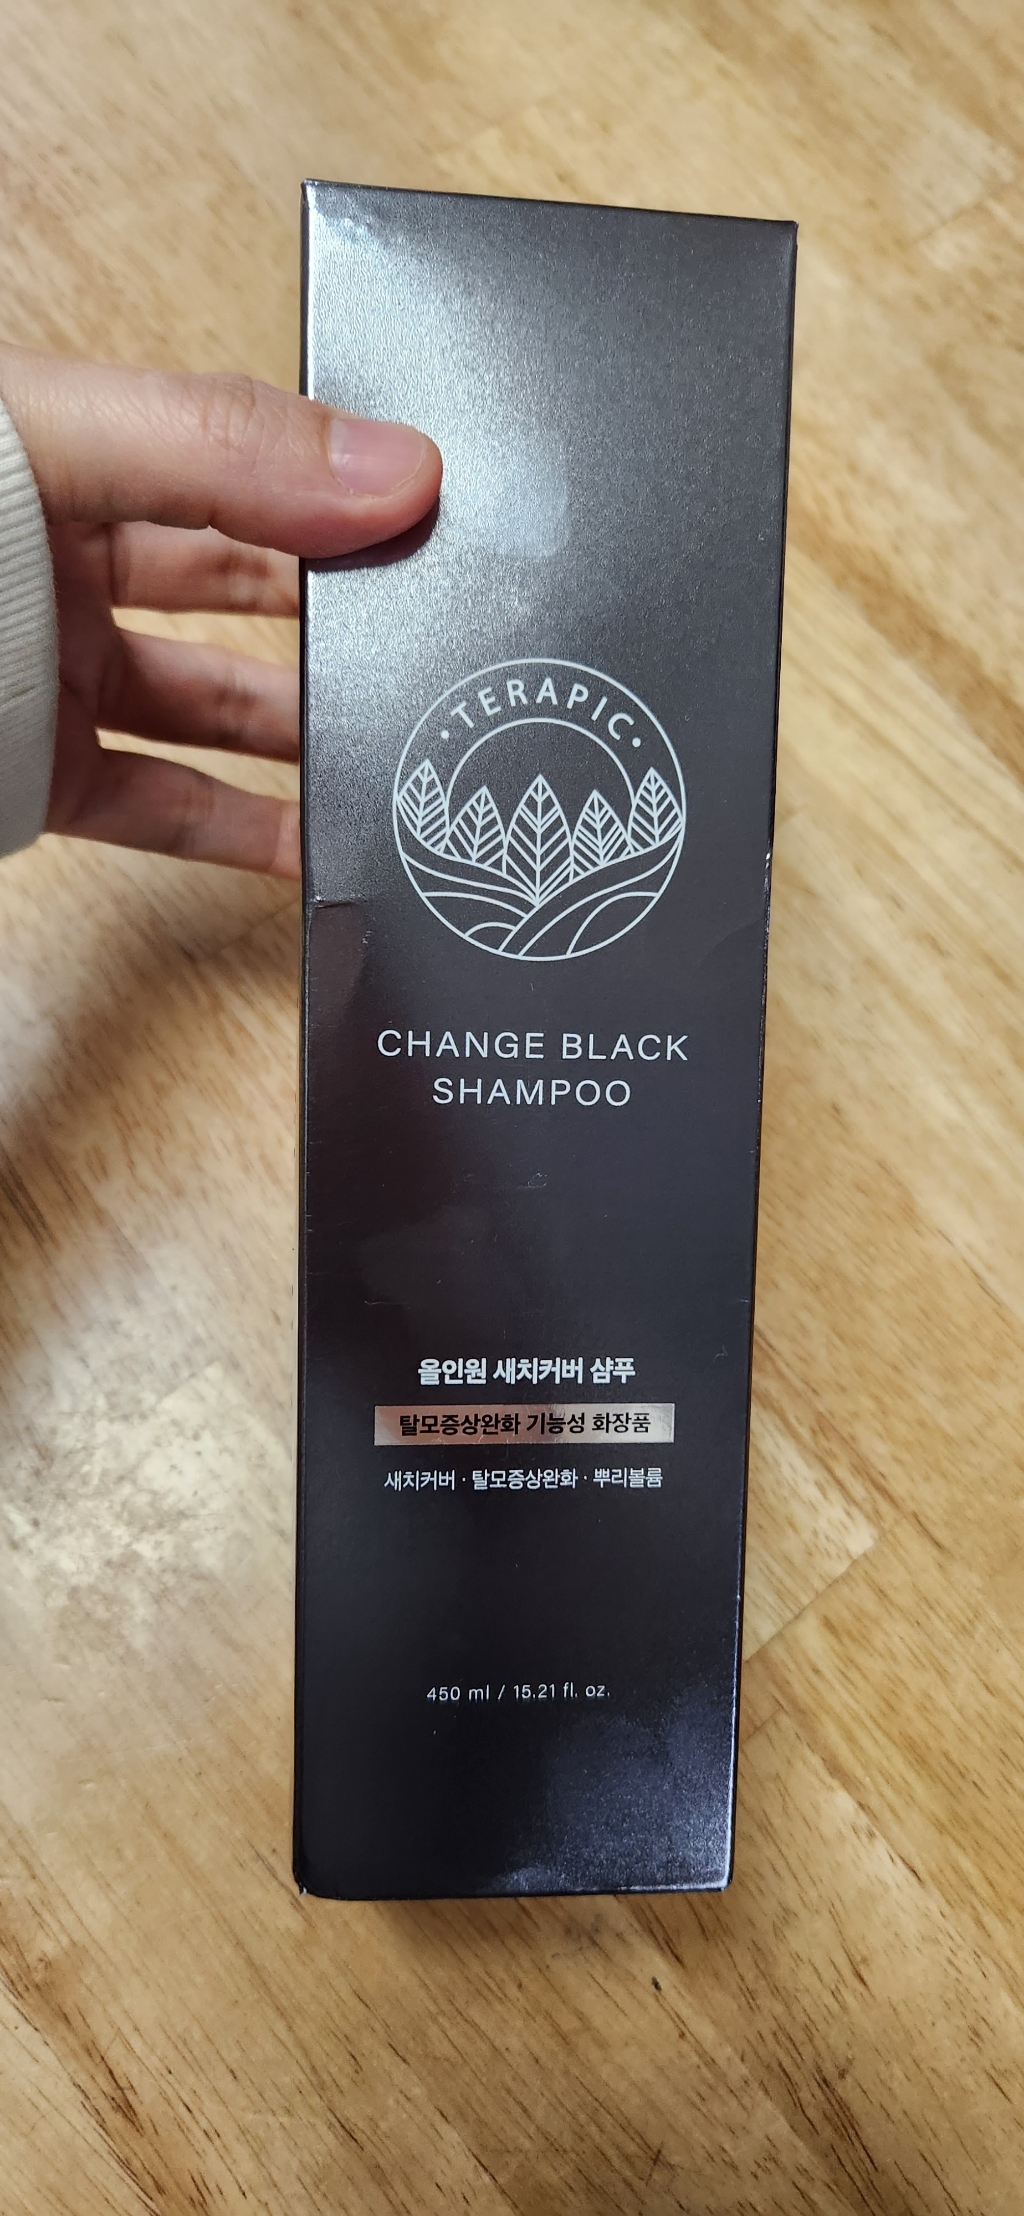 ·TERAPIC·
CHANGE BLACK
SHAMPOO
올인원 새치커버 샴푸
탈모증상완화 기능성 화장품
새치커버 · 탈모증상완화 · 뿌리볼륨
450 ml / 15.21 fl. oz.